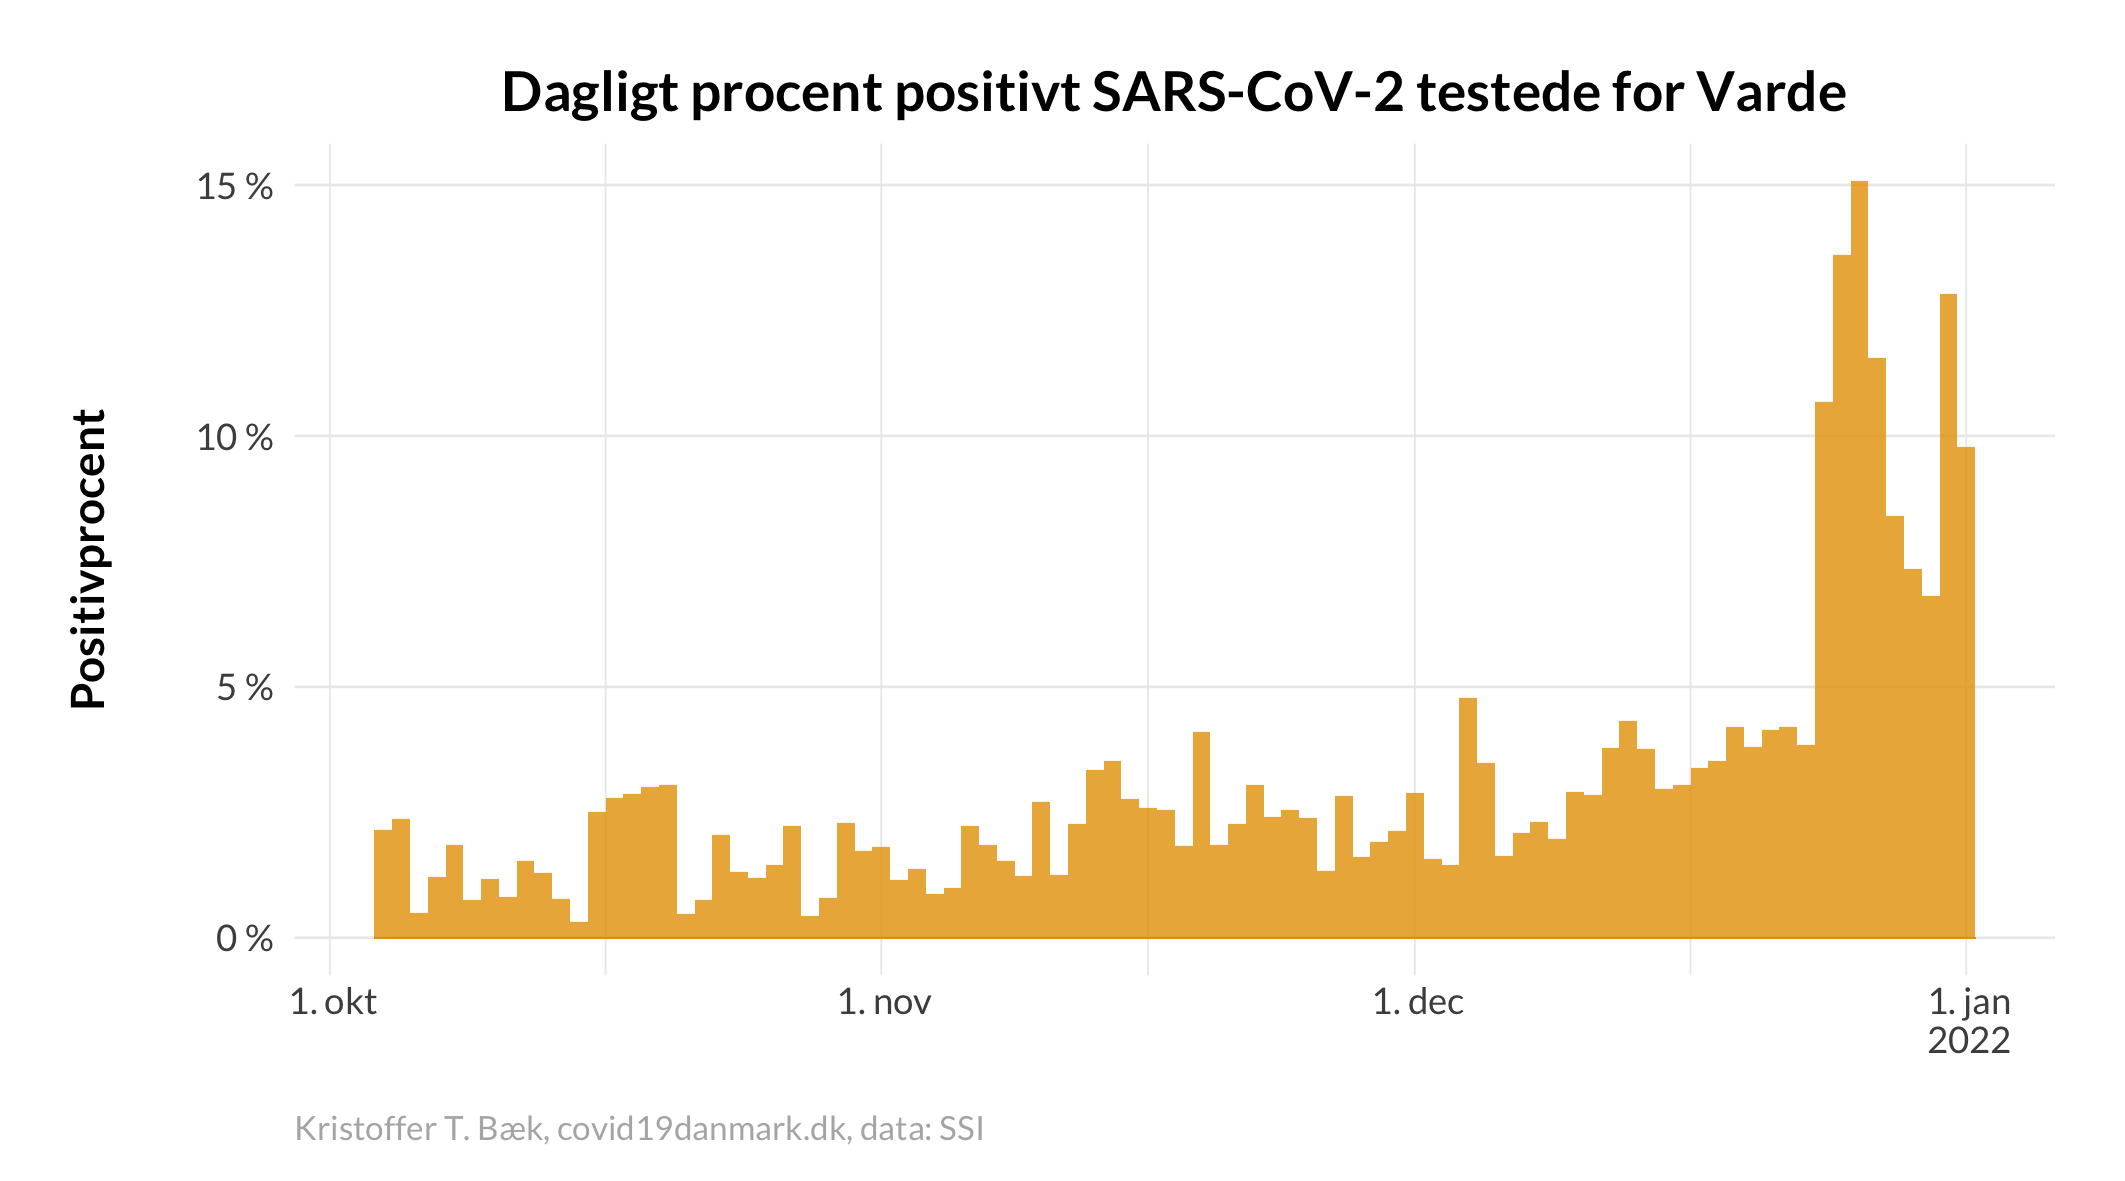 Dagligt procent positivt SARS-CoV-2 testede for Varde
15 %
10 %
5 %
0 %
Positivprocent
1. okt
1. nov
1. dec
1. jan
2022
Kristoffer T. Bæk, covid19danmark.dk, data: SSI